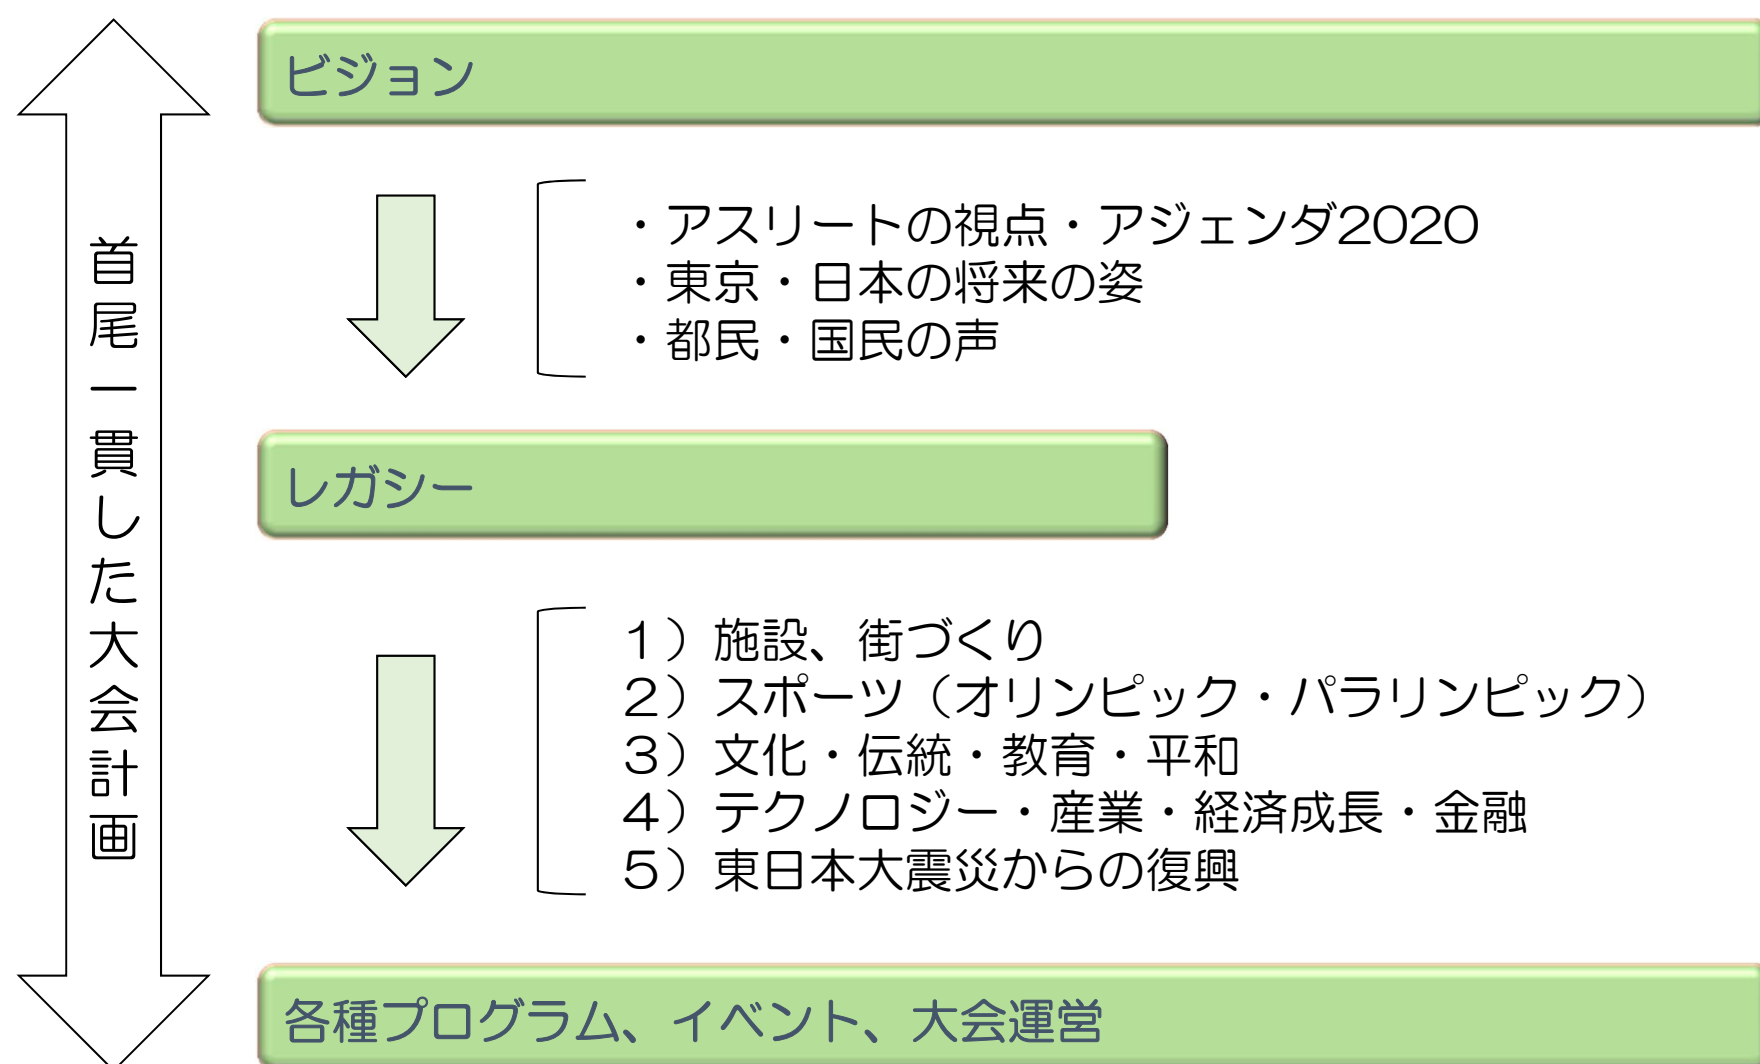 首尾一貫した大会計画
ビジョン
・アスリートの視点・アジェンダ2020
・東京・日本の将来の姿
・都民・国民の声
レガシー
1）施設、街づくり
2）スポーツ（オリンピック・パラリンピック）
3）文化・伝統・教育・平和
4）テクノロジー・産業・経済成長・金融
5）東日本大震災からの復興
各種プログラム、イベント、大会運営